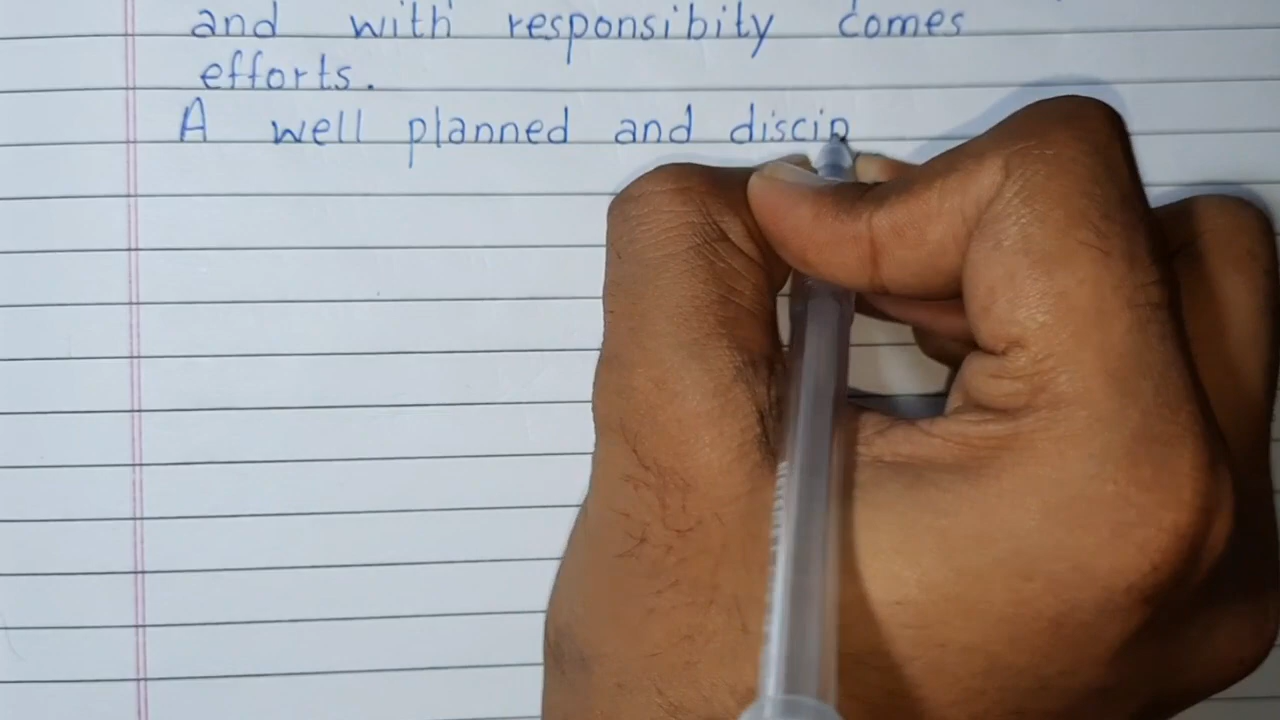 and with responsibity comes
efforts.
A well planned and discip